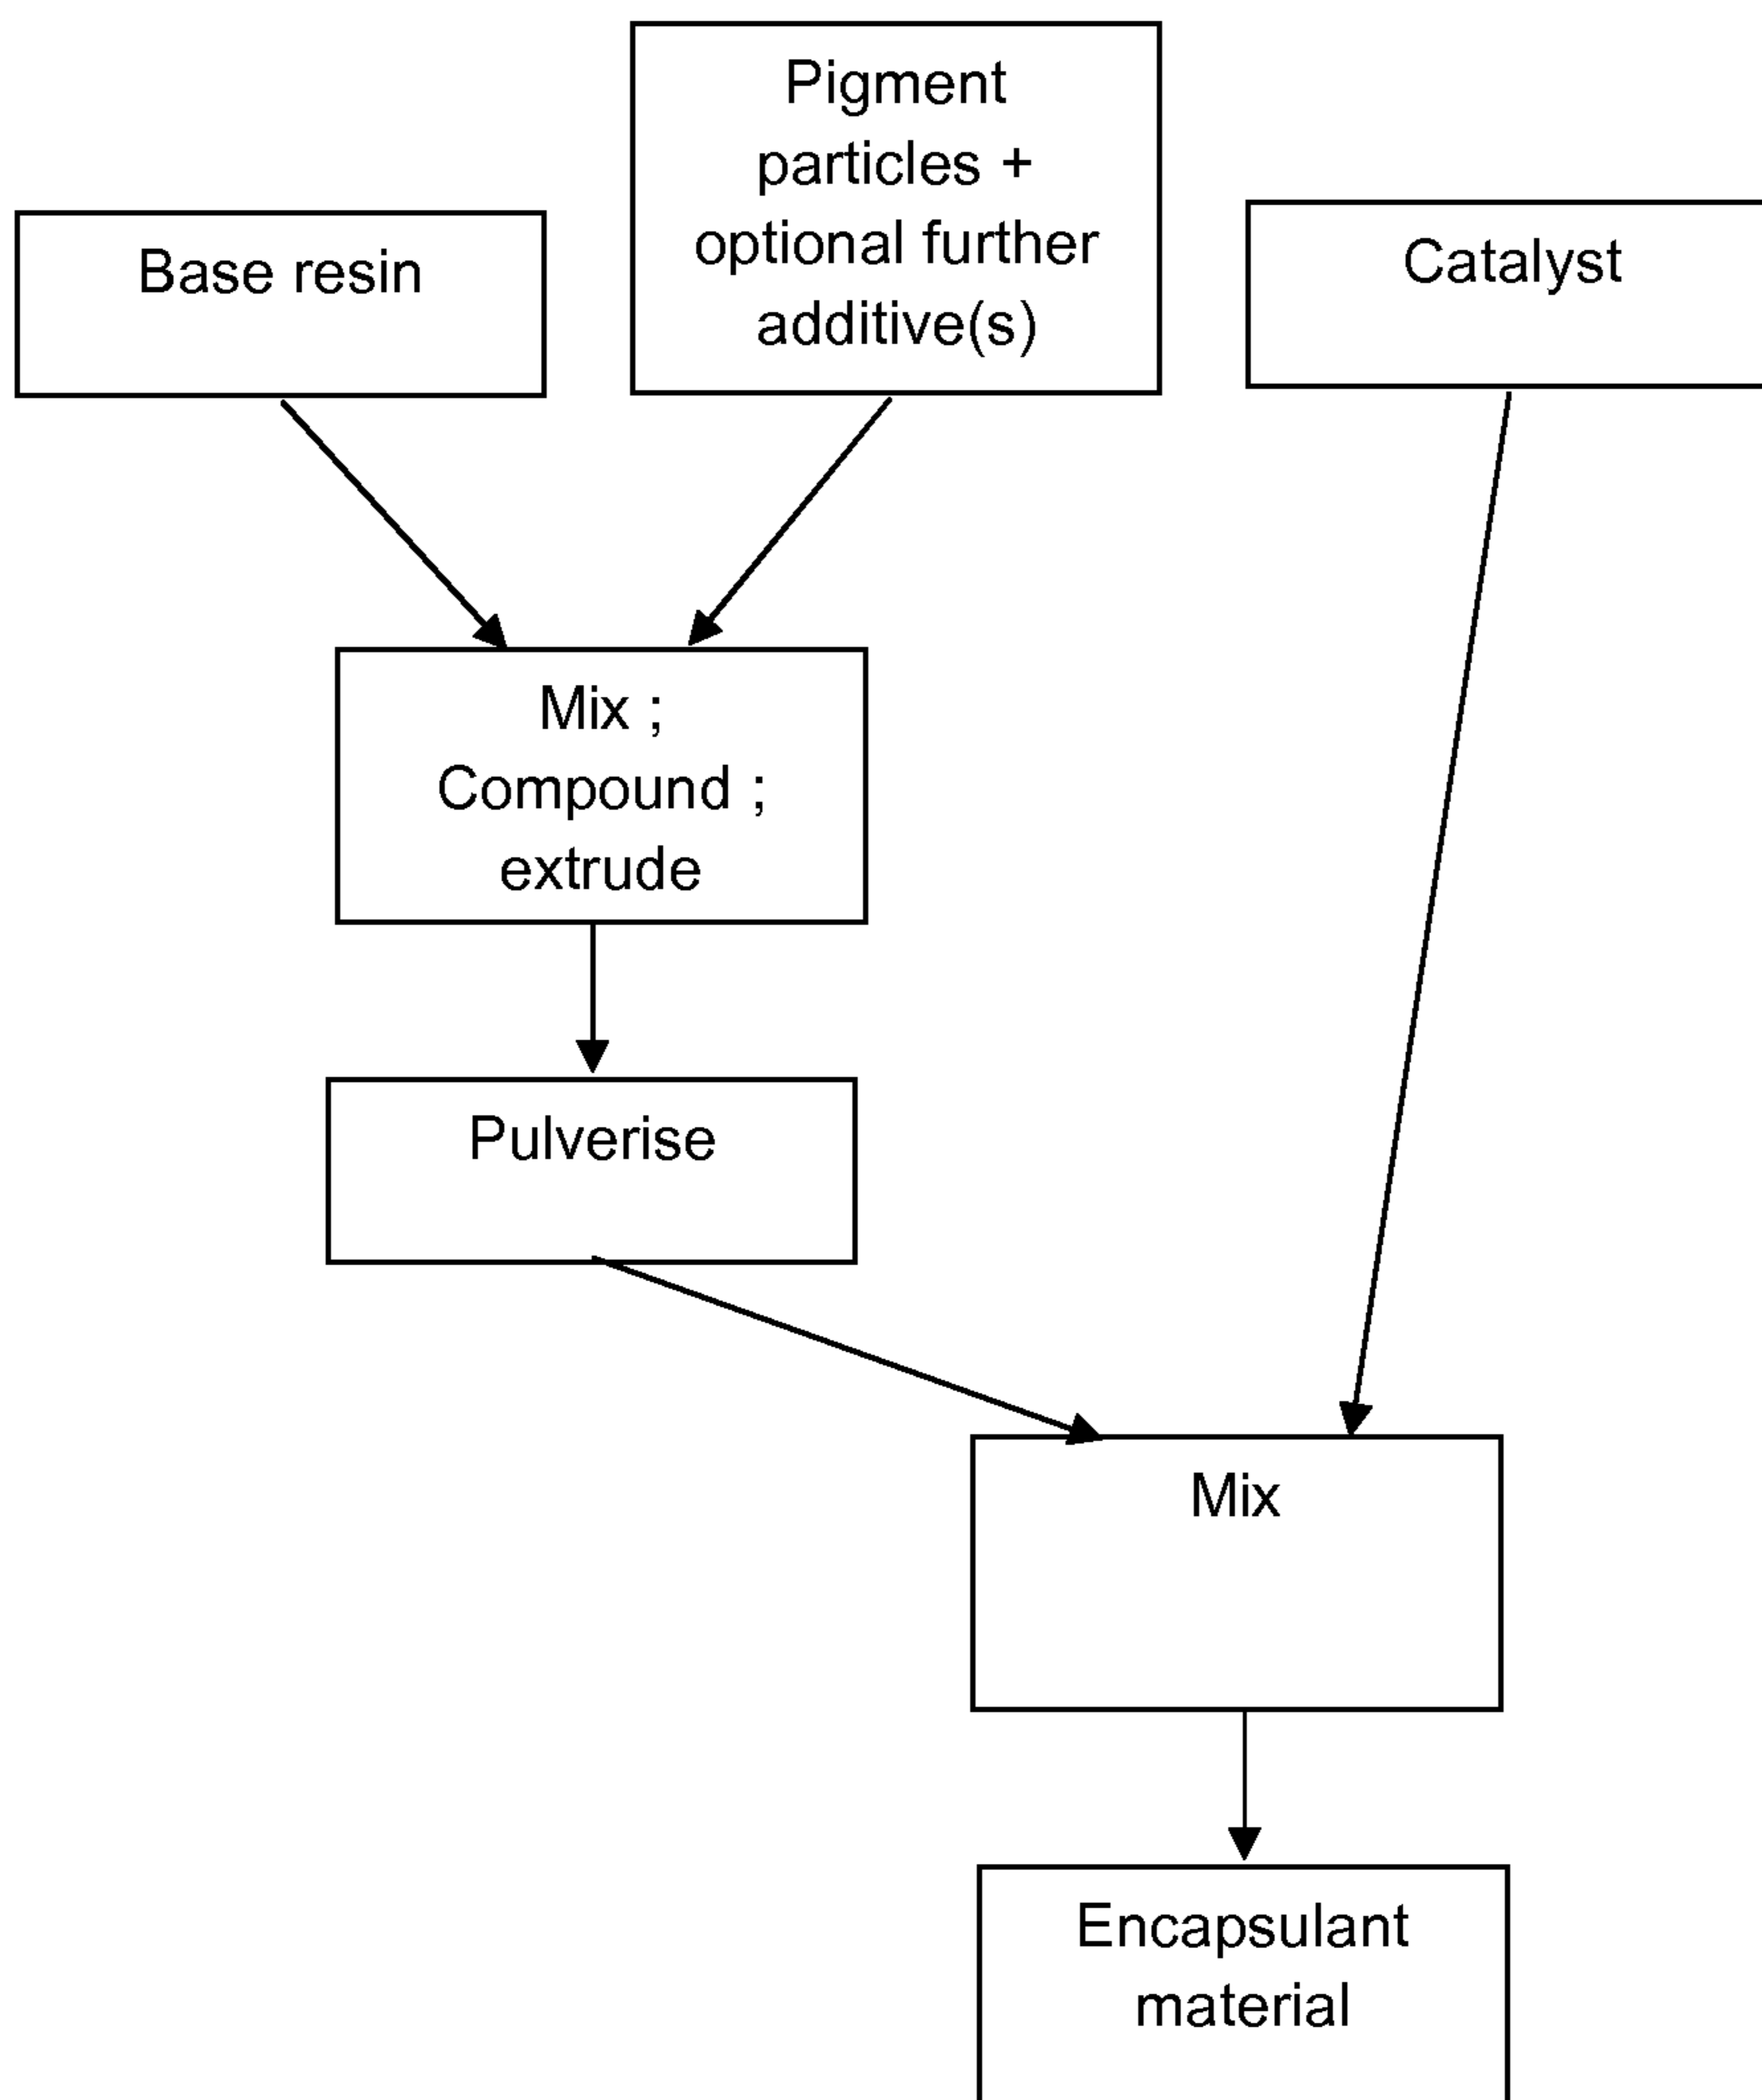 Pigment
particles +
optional further
additive(s)
Base resin
Catalyst
Mix ;
Compound ;
extrude
Pulverise
Mix
Encapsulant
material